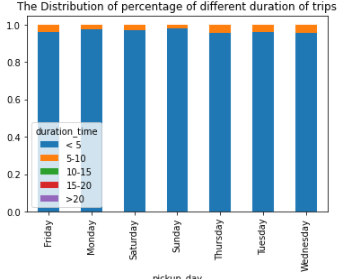 The Distribution of percentage of different duration of trips
1.0
0.8
0.6
0.4
0.2
0.0
duration_time
< 5
5-10
10-15
15-20
>20
Friday
Monday
Saturday
Sunday
Thursday
Tuesday
Wednesday
pickup_day